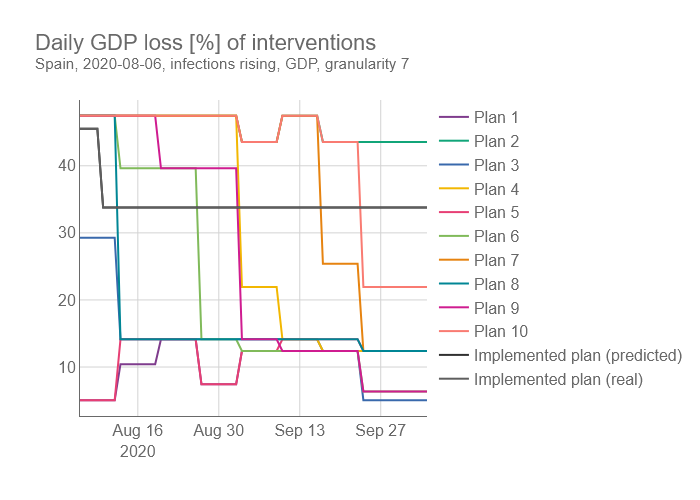 Daily GDP loss [%] of interventions
Spain, 2020-08-06, infections rising, GDP, granularity 7
40
30
20
10
Aug 16
2020
Aug 30
Sep 13
Sep 27
Plan 1
Plan 2
Plan 3
Plan 4
Plan 5
Plan 6
Plan 7
Plan 8
Plan 9
Plan 10
Implemented plan (predicted)
Implemented plan (real)